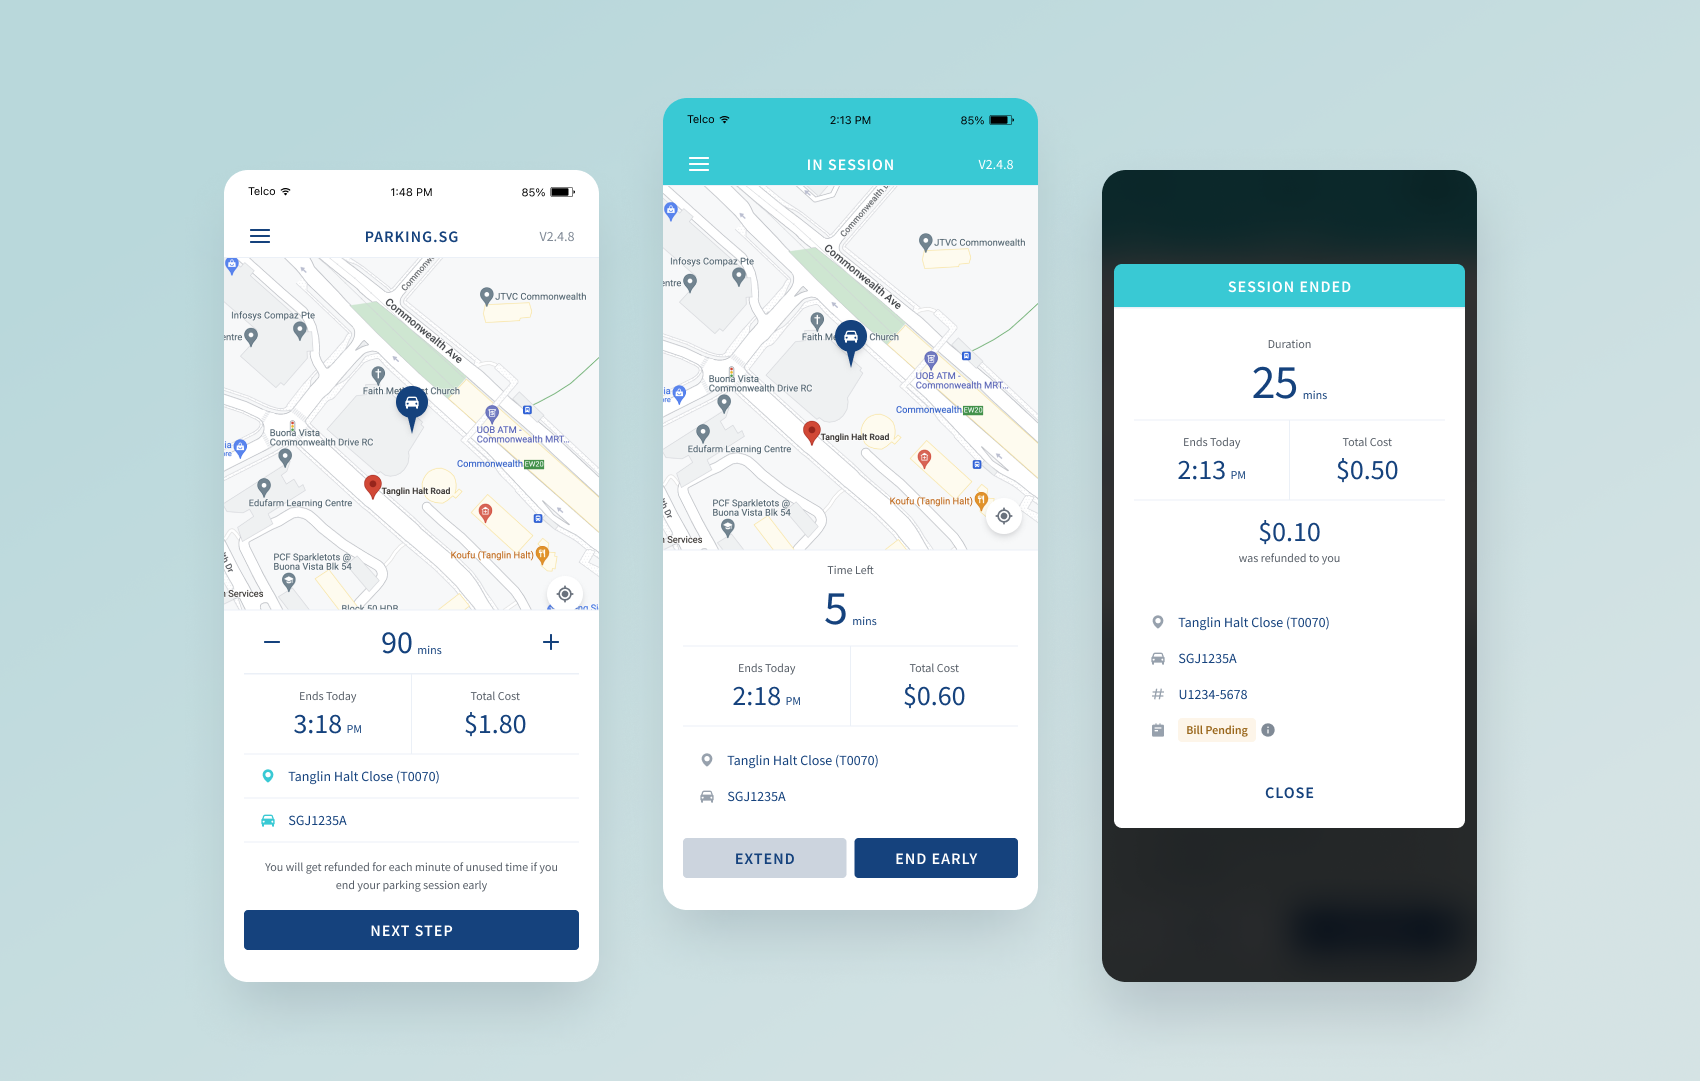 Telco
1:48 PM
85%
PARKING.SG
V2.4.8
Commonwealth Ave
JTVC Commonwealth
Infosys Compaz Pte
entre
Faith Methodist Church
UOB ATM -
Commonwealth MRT...
Buona Vista
Commonwealth Drive RC
Commonwealth EW20
Tanglin Halt Road
Edufarm Learning Centre
Koufu (Tanglin Halt)
PCF Sparkletots @
Buona Vista Blk 54
Services
Block 50 HDB
90 mins
Ends Today
3:18 PM
Total Cost
$1.80
Tanglin Halt Close (T0070)
SGJ1235A
You will get refunded for each minute of unused time if you
end your parking session early
NEXT STEP
Telco
2:13 PM
85%
IN SESSION
V2.4.8
Commonwealth
JTVC Commonwealth
Commonwealth Ave
Infosys Compaz Pte
entre
Faith Me Church
UOB ATM -
Commonwealth MRT...
Buona Vista
Commonwealth Drive RC
Commonwealth EW20
Tanglin Halt Road
Edufarm Learning Centre
Koufu (Tanglin Halt)
PCF Sparkletots @
Buona Vista Blk 54
Services
Time Left
5 mins
Ends Today
2:18 PM
Total Cost
$0.60
Tanglin Halt Close (T0070)
SGJ1235A
EXTEND
END EARLY
SESSION ENDED
Duration
25 mins
Ends Today
2:13 PM
Total Cost
$0.50
$0.10
was refunded to you
Tanglin Halt Close (T0070)
SGJ1235A
U1234-5678
Bill Pending
CLOSE